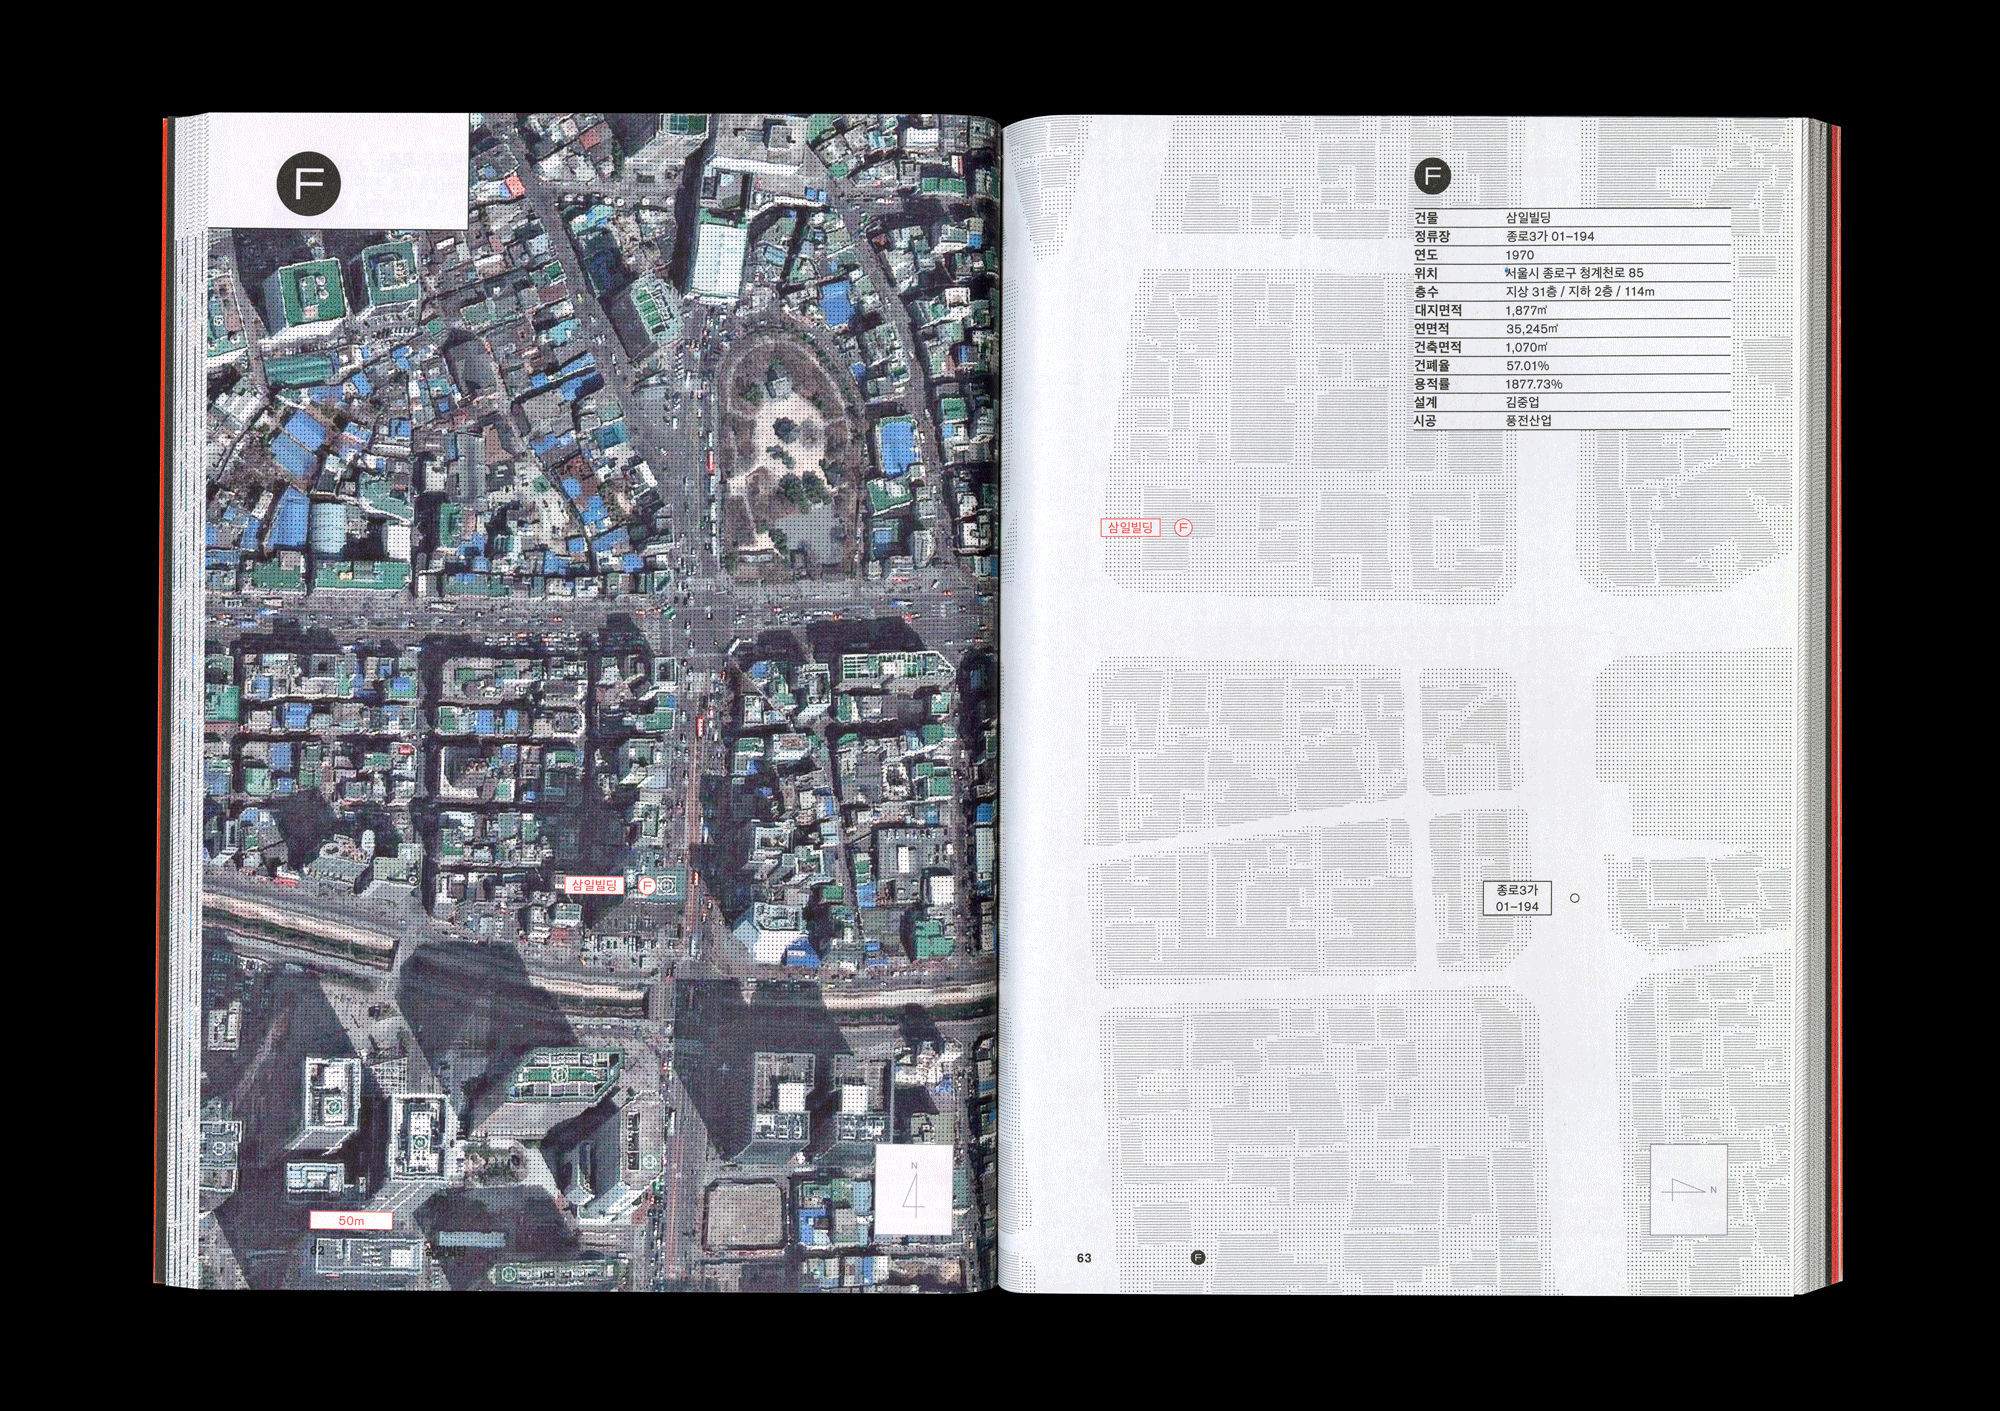 F
삼일빌딩 F
50m
N
62 삼일빌딩
F
건물 삼일빌딩
정류장 종로3가 01–194
연도 1970
위치 서울시 종로구 청계천로 85
층수 지상 31층 / 지하 2층 / 114m
대지면적 1,877㎡
연면적 35,245㎡
건축면적 1,070㎡
건폐율 57.01%
용적률 1877.73%
설계 김중업
시공 풍전산업
삼일빌딩 F
종로3가
01–194
N
63 F